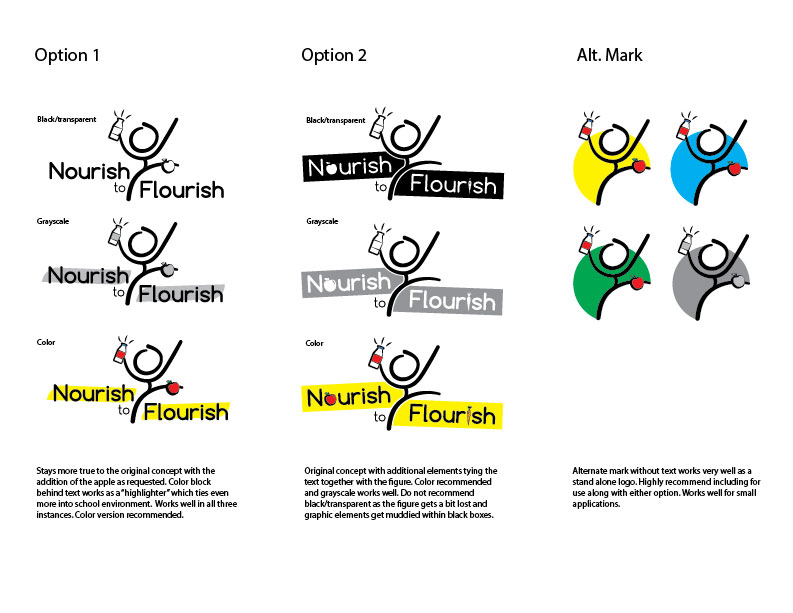 Option 1
Option 2
Alt. Mark
Black/transparent
Nourish
to
Flourish
Black/transparent
Nourish
to
Flourish
Grayscale
Nourish
to
Flourish
Grayscale
Nourish
to
Flourish
Color
Nourish
to
Flourish
Color
Nourish
to
Flourish
Stays more true to the original concept with the
addition of the apple as requested. Color block
behind text works as a "highlighter" which ties even
more into school environment. Works well in all three
instances. Color version recommended.
Original concept with additional elements tying the
text together with the figure. Color recommended
and grayscale works well. Do not recommend
black/transparent as the figure gets a bit lost and
graphic elements get muddied within black boxes.
Alternate mark without text works very well as a
stand alone logo. Highly recommend including for
use along with either option. Works well for small
applications.